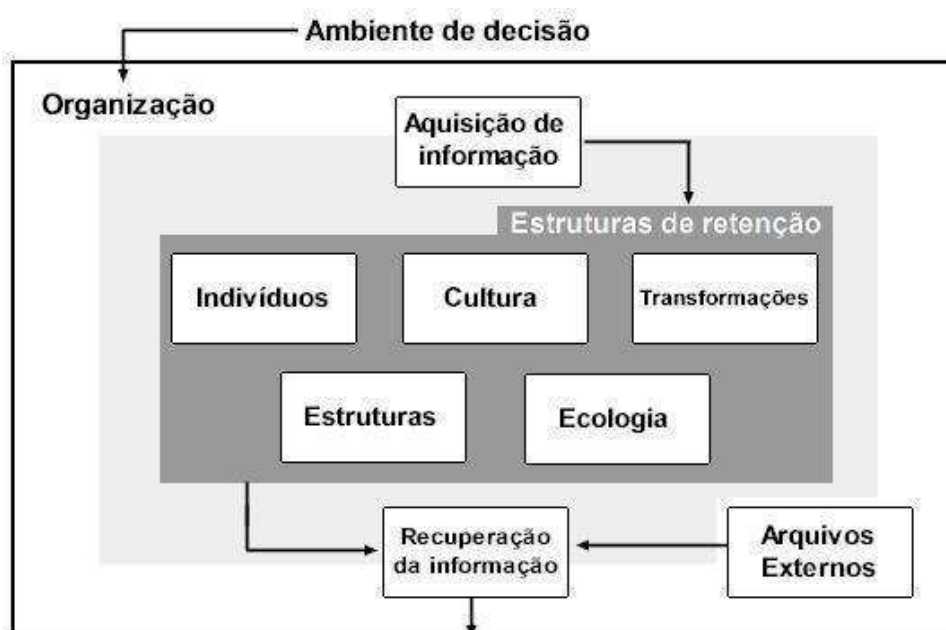 Ambiente de decisão
Organização
Aquisição de
informação
Estruturas de retenção
Indivíduos
Cultura
Transformações
Estruturas
Ecologia
Recuperação
da informação
Arquivos
Externos